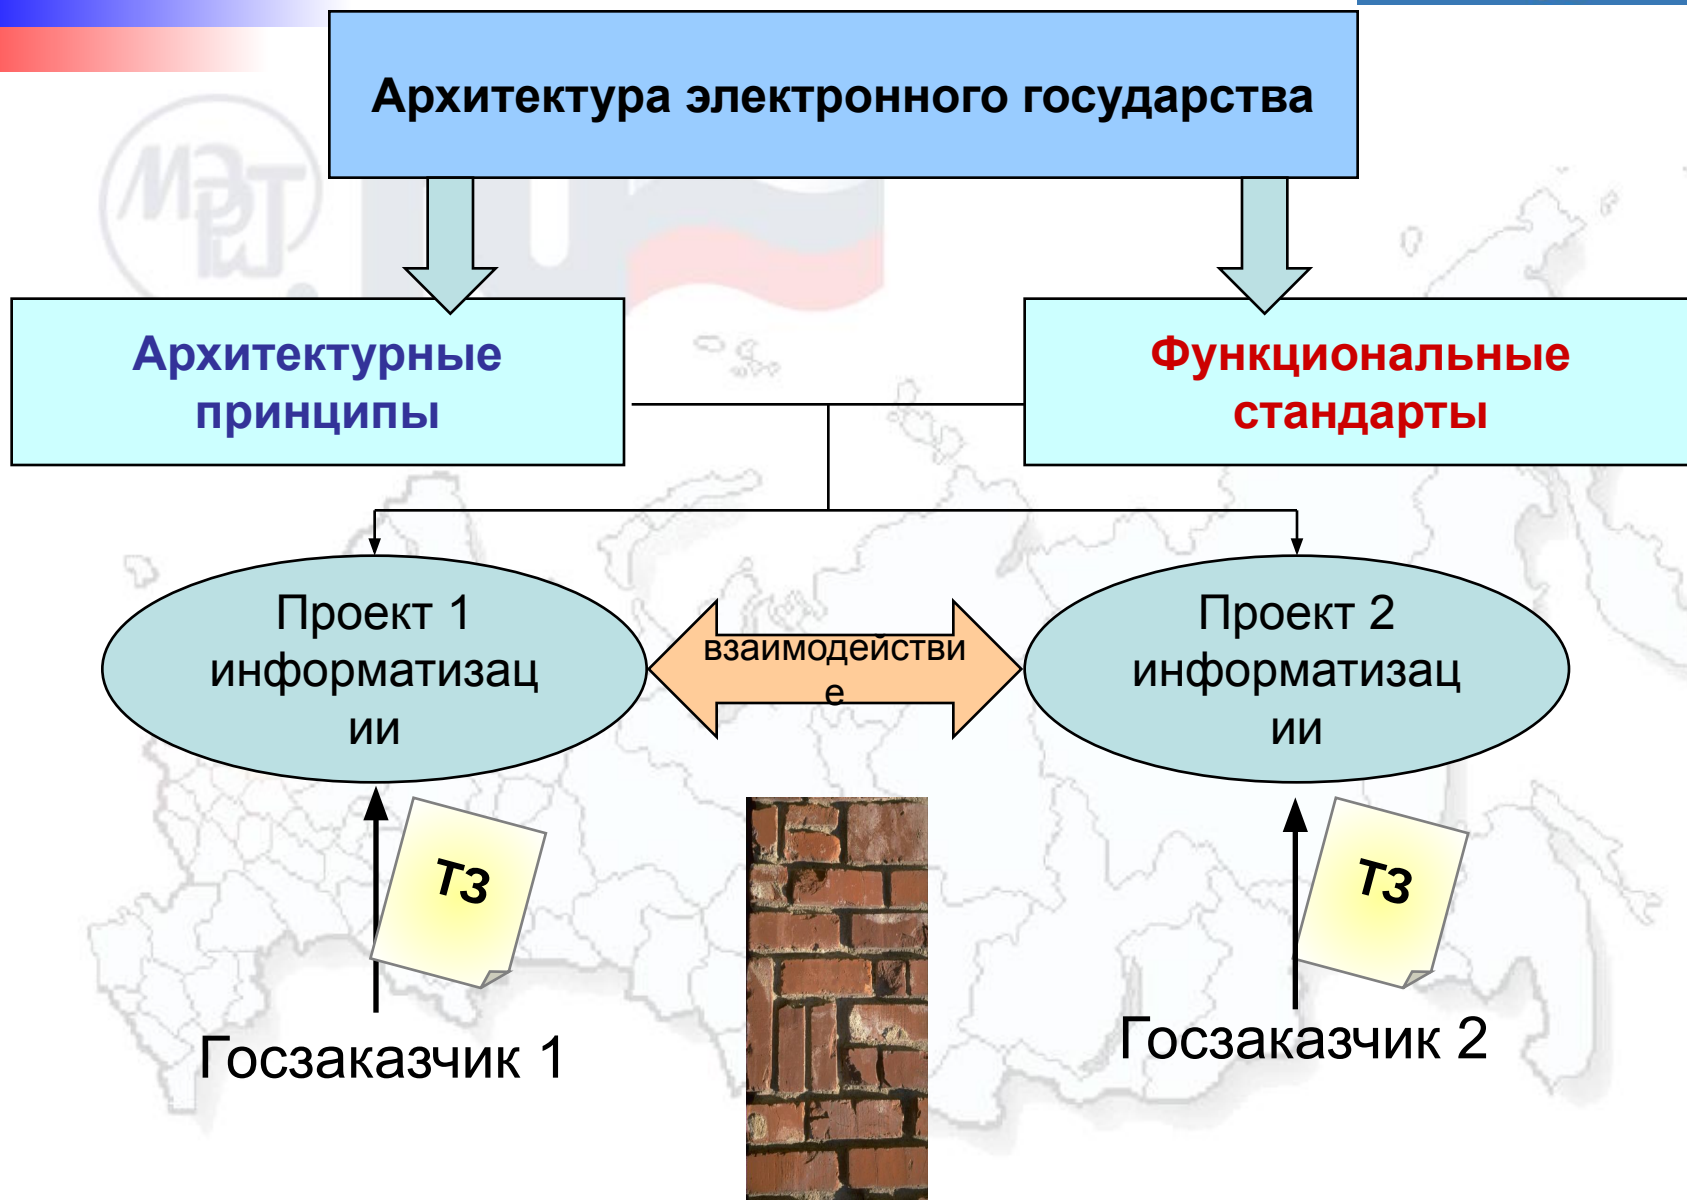 Архитектура электронного государства
МЭРиТ
Архитектурные
принципы
Функциональные
стандарты
Проект 1
информатизац
ии
взаимодействи
е
Проект 2
информатизац
ии
ТЗ
ТЗ
Госзаказчик 1
Госзаказчик 2